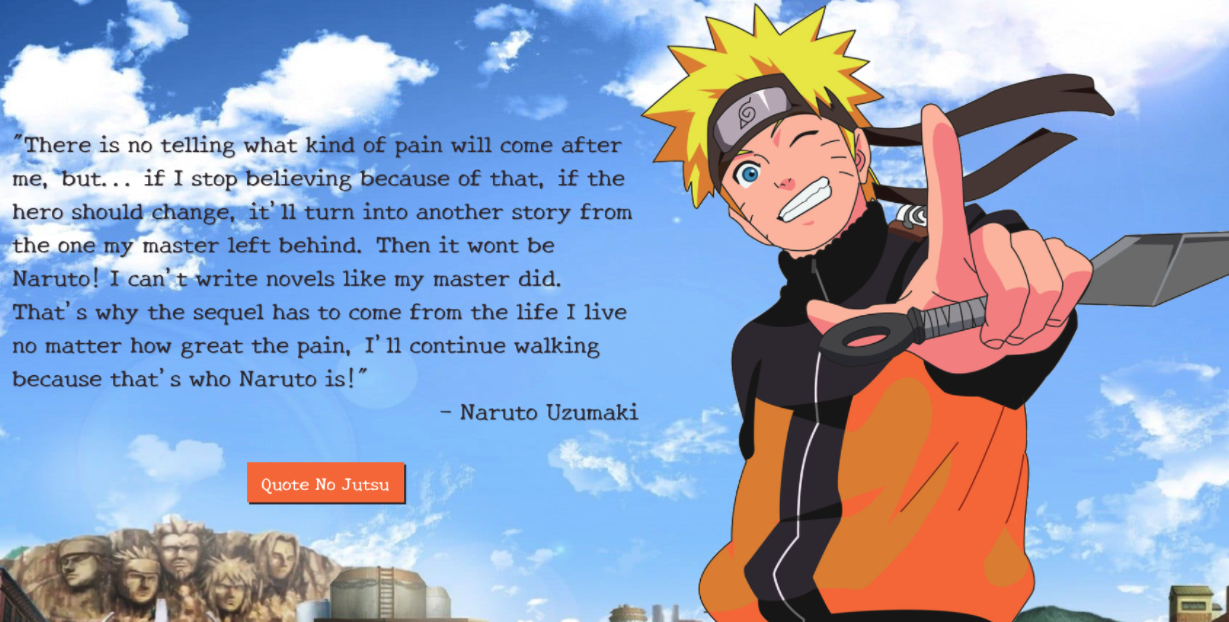 "There is no telling what kind of pain will come after
me, but... if I stop believing because of that, if the
hero should change, it'll turn into another story from
the one my master left behind. Then it wont be
Naruto! I can't write novels like my master did.
That's why the sequel has to come from the life I live
no matter how great the pain, I'll continue walking
because that's who Naruto is!"
- Naruto Uzumaki
Quote No Jutsu